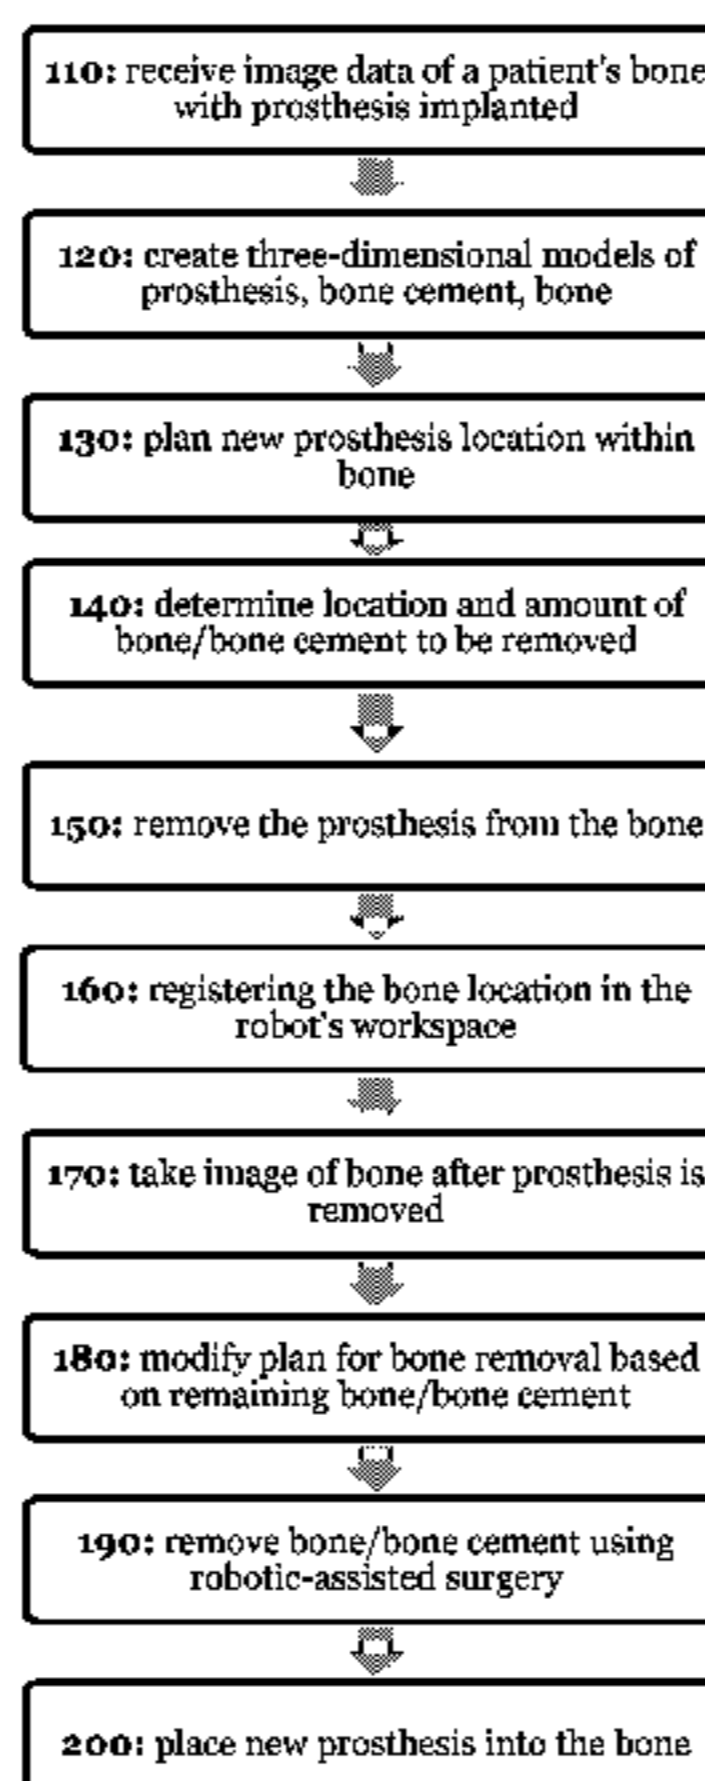 110: receive image data of a patient's bone
with prosthesis implanted
120: create three-dimensional models of
prosthesis, bone cement, bone
130: plan new prosthesis location within
bone
140: determine location and amount of
bone/bone cement to be removed
150: remove the prosthesis from the bone
160: registering the bone location in the
robot's workspace
170: take image of bone after prosthesis is
removed
180: modify plan for bone removal based
on remaining bone/bone cement
190: remove bone/bone cement using
robotic-assisted surgery
200: place new prosthesis into the bone